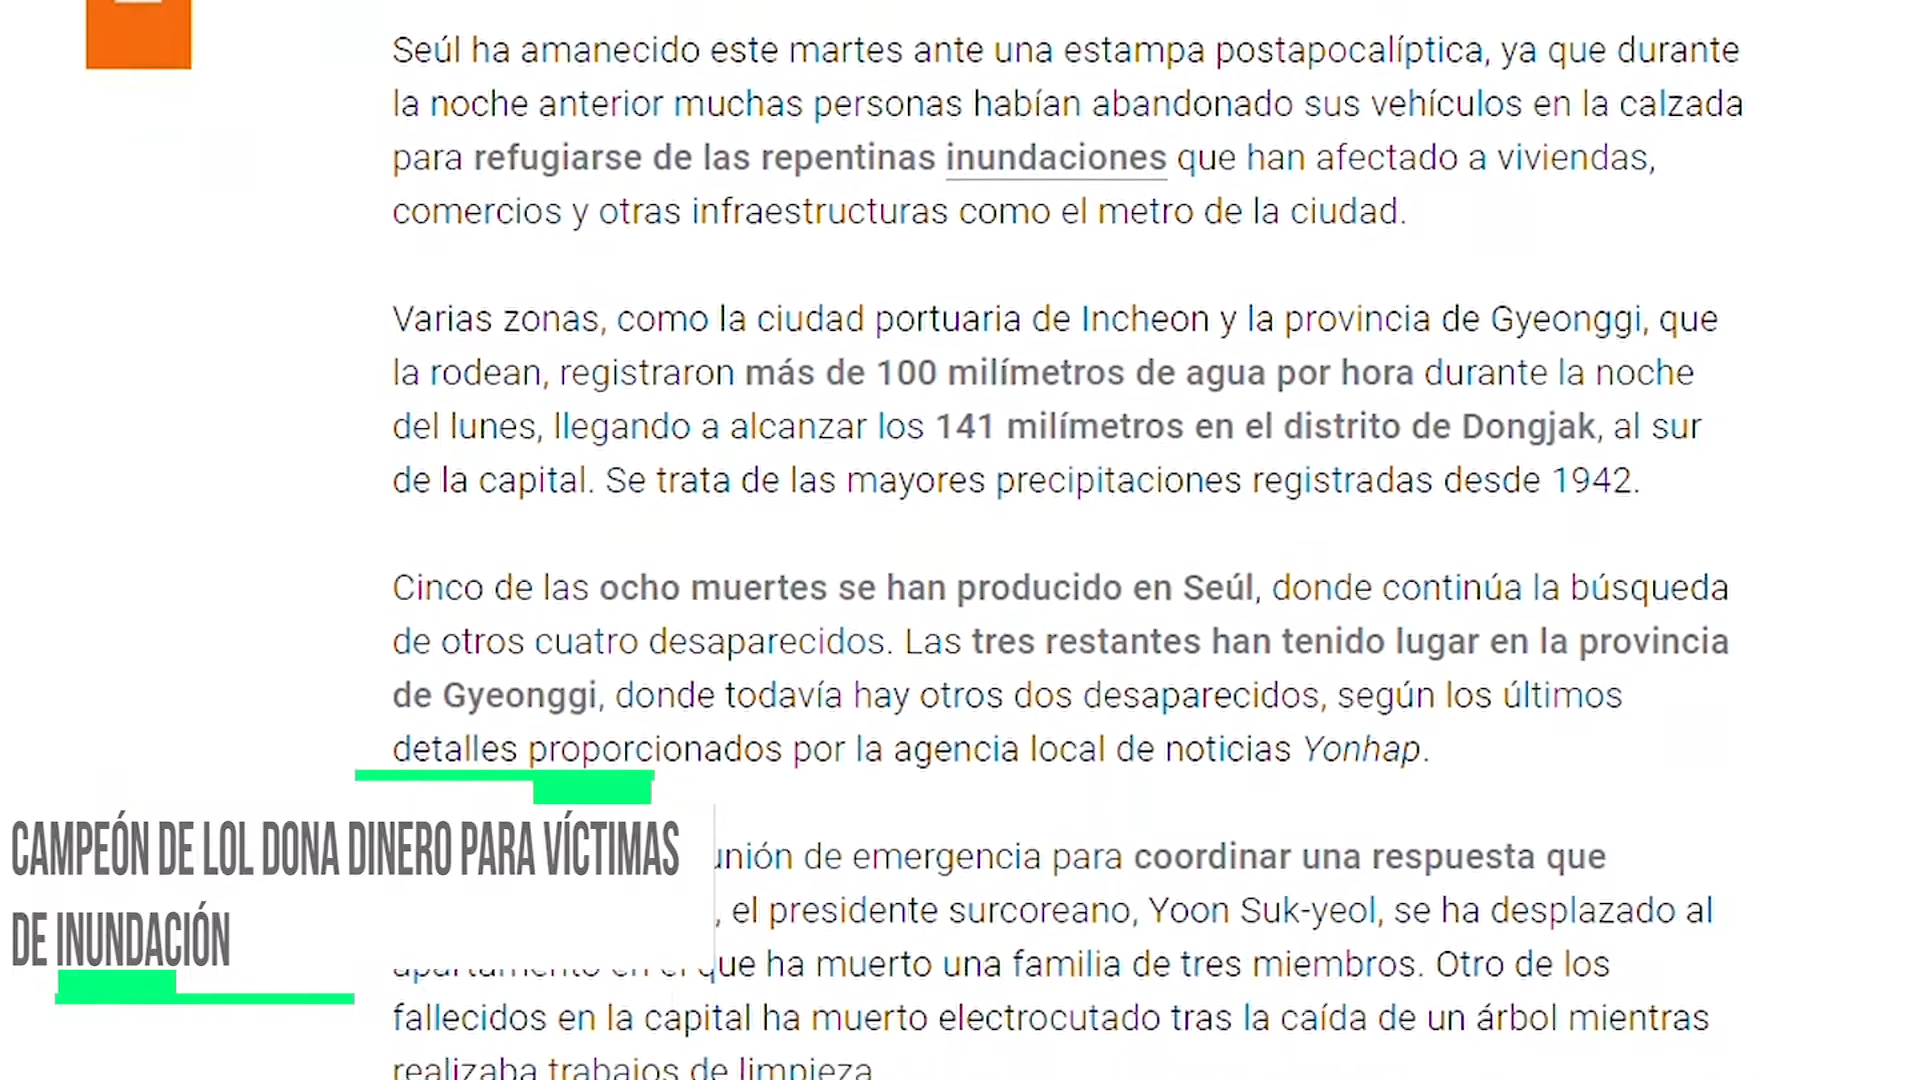 Seúl ha amanecido este martes ante una estampa postapocalíptica, ya que durante
la noche anterior muchas personas habían abandonado sus vehículos en la calzada
para refugiarse de las repentinas inundaciones que han afectado a viviendas,
comercios y otras infraestructuras como el metro de la ciudad.
Varias zonas, como la ciudad portuaria de Incheon y la provincia de Gyeonggi, que
la rodean, registraron más de 100 milímetros de agua por hora durante la noche
del lunes, llegando a alcanzar los 141 milímetros en el distrito de Dongjak, al sur
de la capital. Se trata de las mayores precipitaciones registradas desde 1942.
Cinco de las ocho muertes se han producido en Seúl, donde continúa la búsqueda
de otros cuatro desaparecidos. Las tres restantes han tenido lugar en la provincia
de Gyeonggi, donde todavía hay otros dos desaparecidos, según los últimos
detalles proporcionados por la agencia local de noticias Yonhap.
de emergencia para coordinar una respuesta que
, el presidente surcoreano, Yoon Suk-yeol, se ha desplazado al
que ha muerto una familia de tres miembros. Otro de los
fallecidos en la capital ha muerto electrocutado tras la caída de un árbol mientras
realizaba trabajos de limpieza
CAMPEÓN DE LOL DONA DINERO PARA VÍCTIMAS
DE INUNDACIÓN